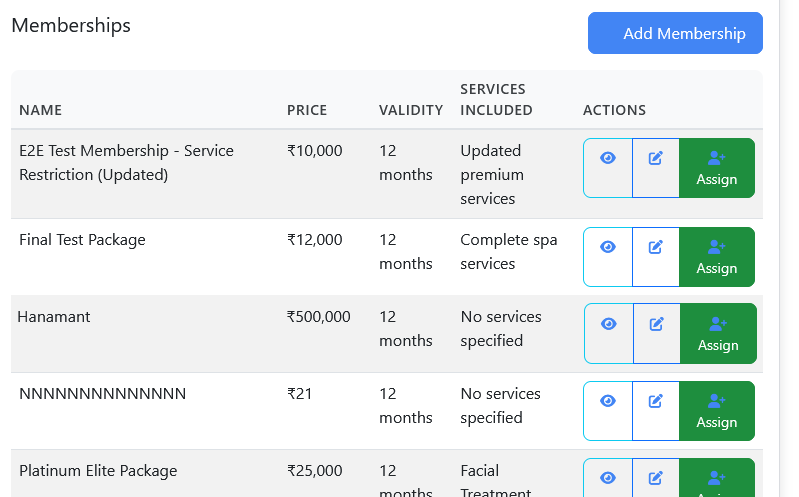 Memberships
Add Membership
NAME PRICE VALIDITY SERVICES INCLUDED ACTIONS
E2E Test Membership - Service Restriction (Updated) ₹10,000 12 months Updated premium services Assign
Final Test Package ₹12,000 12 months Complete spa services Assign
Hanamant ₹500,000 12 months No services specified Assign
NNNNNNNNNNNNNN ₹21 12 months No services specified Assign
Platinum Elite Package ₹25,000 12 months Facial Treatment Assign